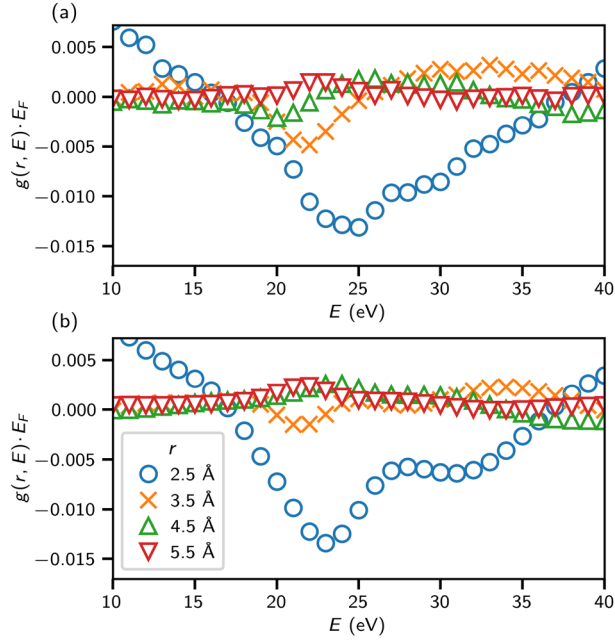 (a)
0.005
0.000
−0.005
−0.010
−0.015
g(r, E) · E_F
10 15 20 25 30 35 40
E (eV)
(b)
0.005
0.000
−0.005
−0.010
−0.015
g(r, E) · E_F
r
2.5 Å
3.5 Å
4.5 Å
5.5 Å
10 15 20 25 30 35 40
E (eV)